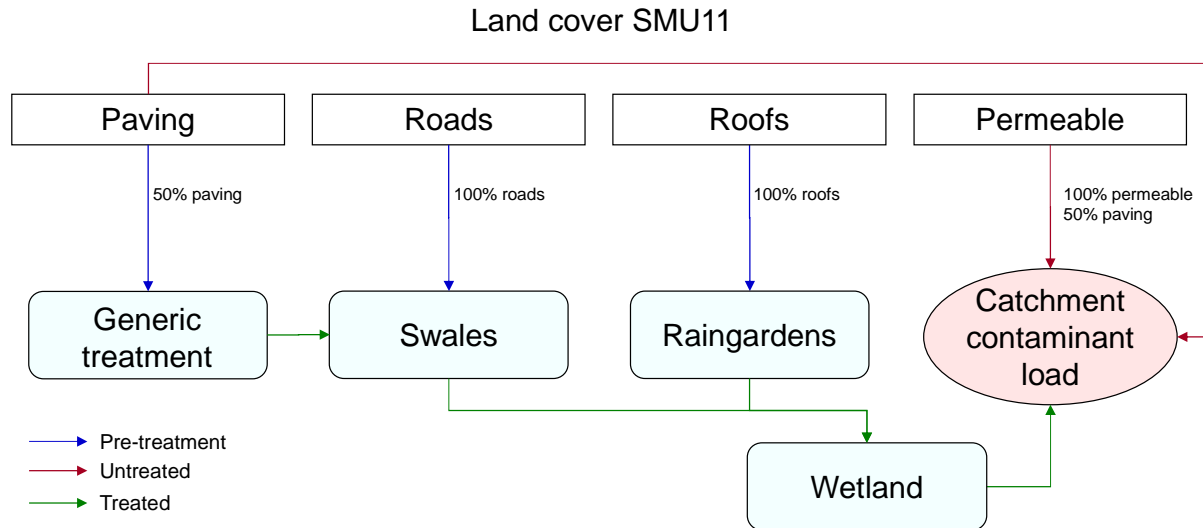 Land cover SMU11
Paving
Roads
Roofs
Permeable
50% paving
100% roads
100% roofs
100% permeable
50% paving
Generic
treatment
Swales
Raingardens
Catchment
contaminant
load
Pre-treatment
Untreated
Treated
Wetland